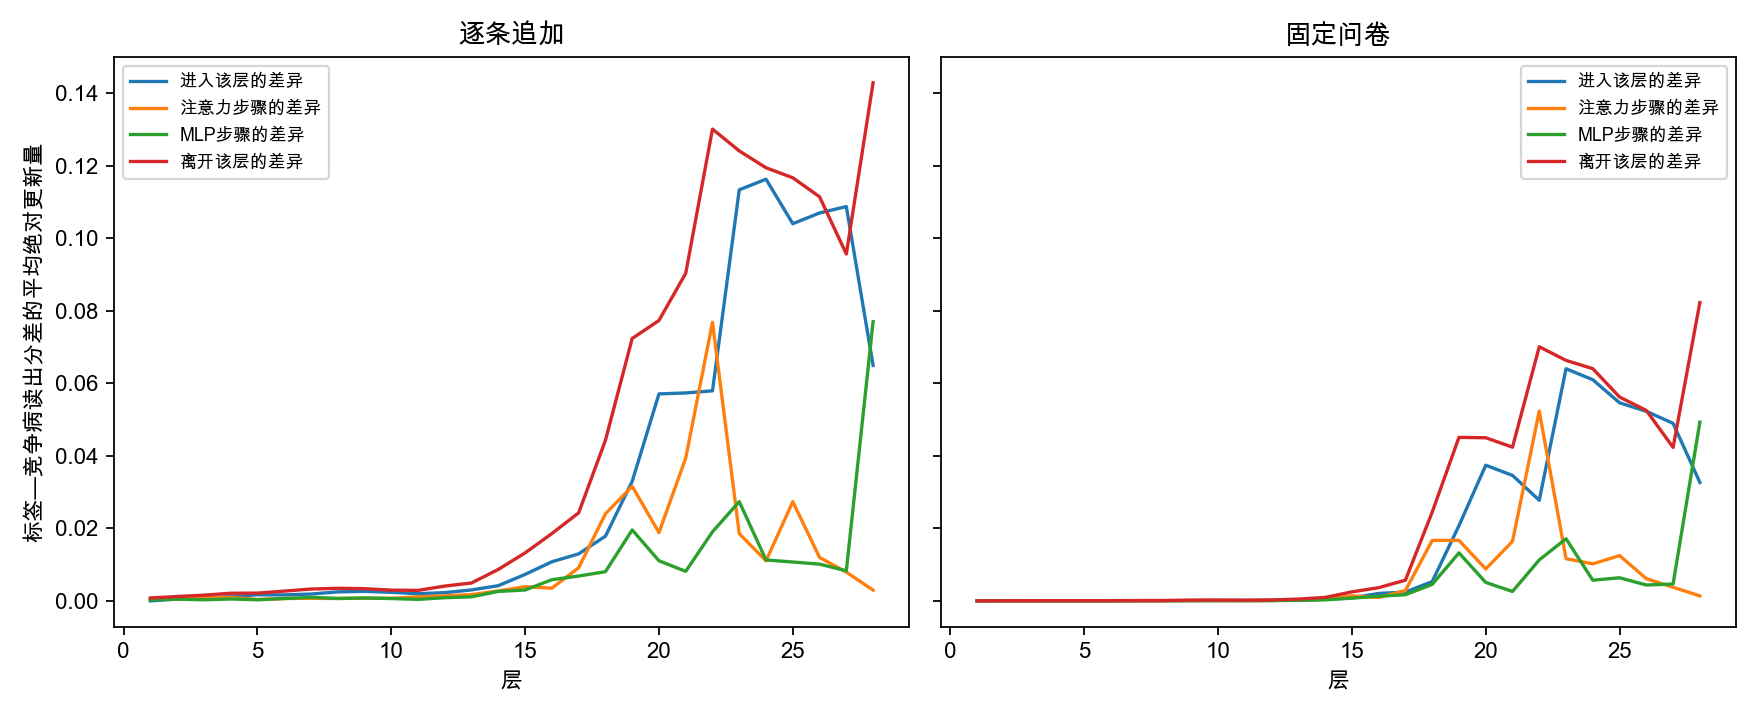 逐条追加
固定问卷
标签—竞争病读出分差的平均绝对更新量
0.14
0.12
0.10
0.08
0.06
0.04
0.02
0.00
进入该层的差异
注意力步骤的差异
MLP步骤的差异
离开该层的差异
进入该层的差异
注意力步骤的差异
MLP步骤的差异
离开该层的差异
0 5 10 15 20 25
0 5 10 15 20 25
层
层